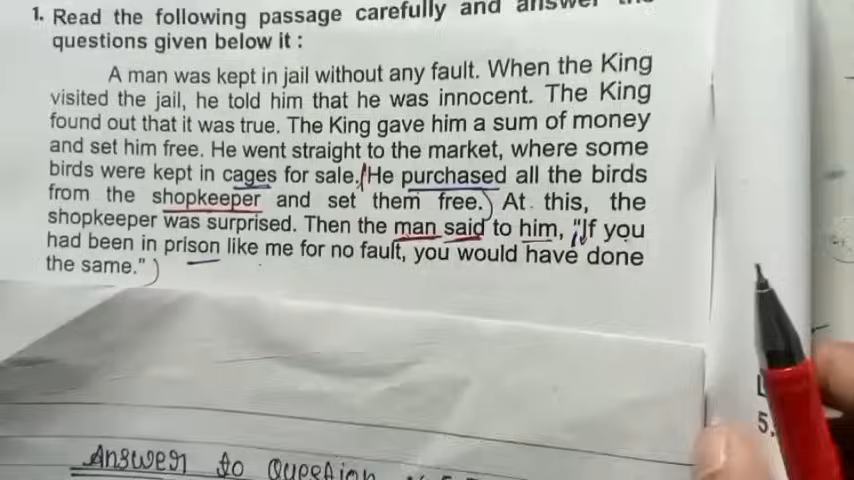 1. Read the following passage carefully and answer the
questions given below it :
A man was kept in jail without any fault. When the King
visited the jail, he told him that he was innocent. The King
found out that it was true. The King gave him a sum of money
and set him free. He went straight to the market, where some
birds were kept in cages for sale. He purchased all the birds
from the shopkeeper and set them free. At this, the
shopkeeper was surprised. Then the man said to him, "If you
had been in prison like me for no fault, you would have done
the same."
5.
Answer to Question